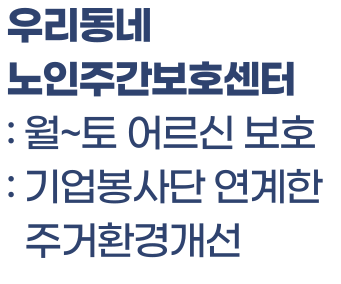 우리동네
노인주간보호센터
: 월~토 어르신 보호
: 기업봉사단 연계한
주거환경개선